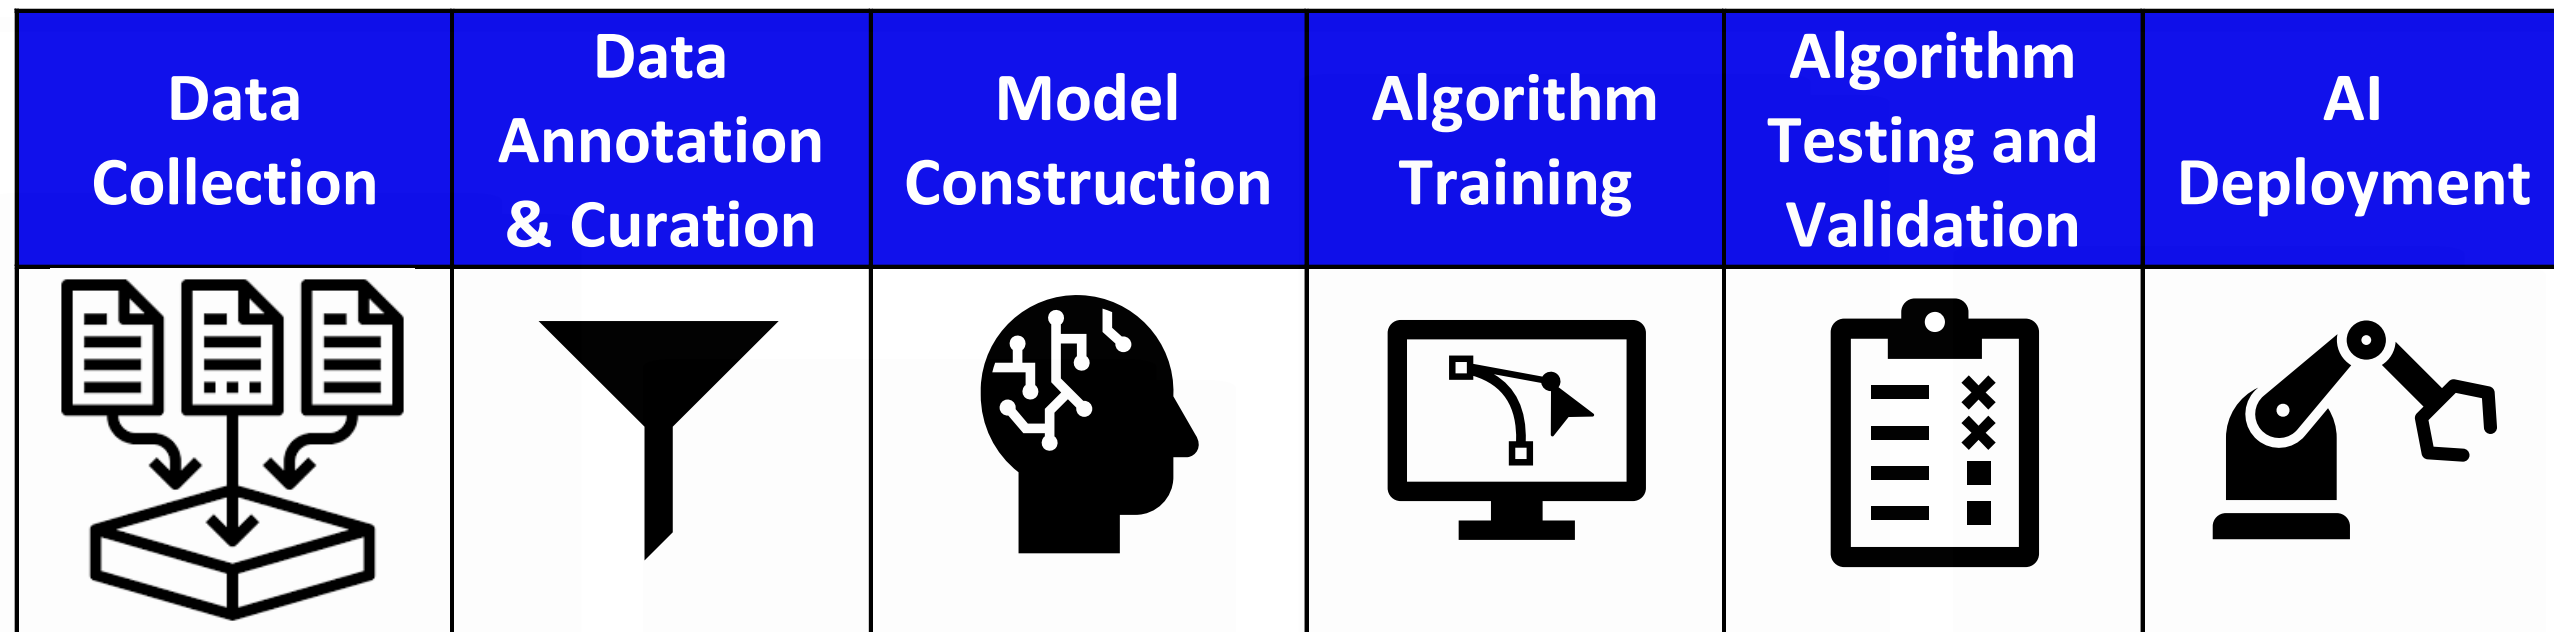 Data
Collection
Data
Annotation
& Curation
Model
Construction
Algorithm
Training
Algorithm
Testing and
Validation
AI
Deployment